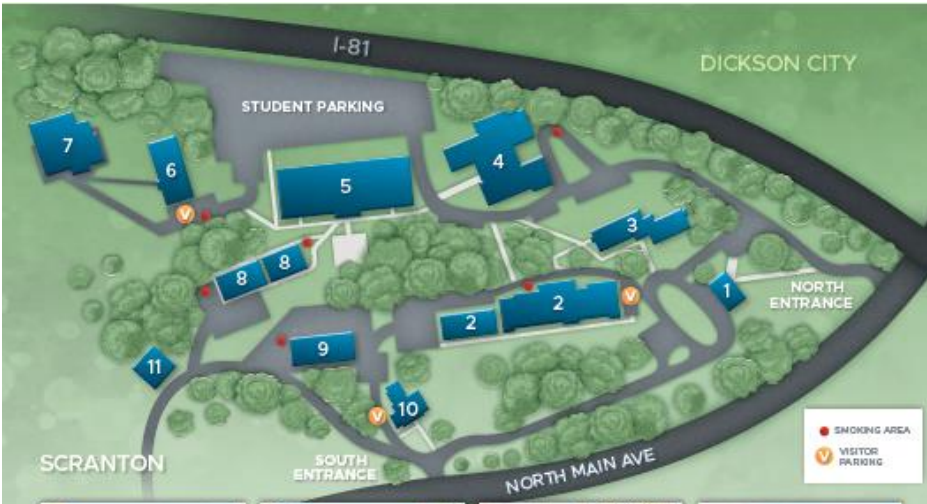 I-81
DICKSON CITY
STUDENT PARKING
7
6
5
4
3
8
8
2
2
1
NORTH
ENTRANCE
9
11
10
SMOKING AREA
V
VISITOR
PARKING
V
V
V
SCRANTON
SOUTH
ENTRANCE
NORTH MAIN AVE